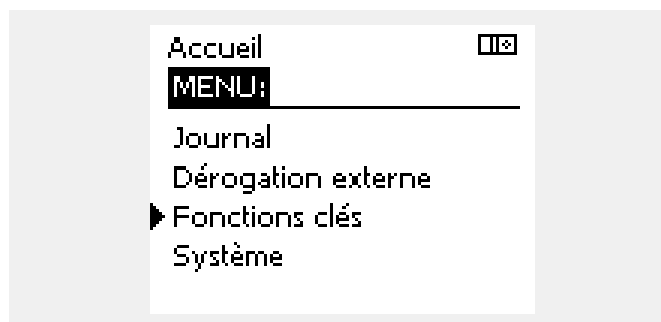 Accueil
MENU:
Journal
Dérogation externe
Fonctions clés
Système